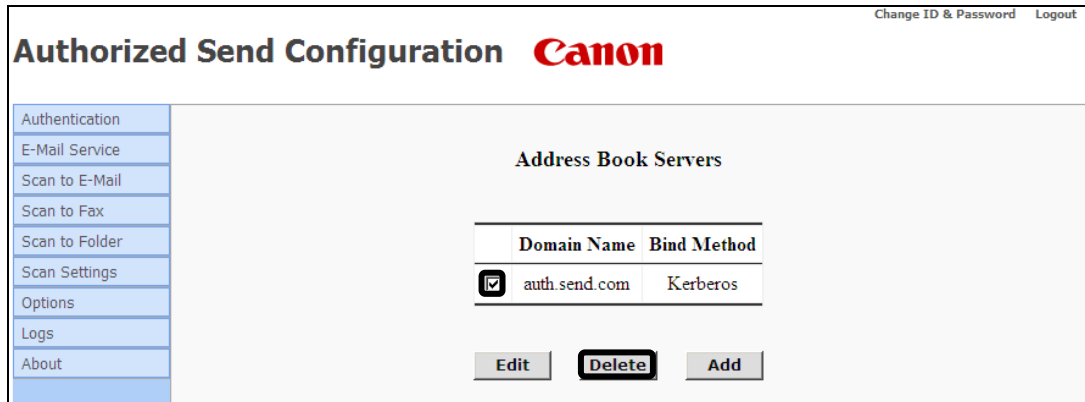 Change ID & Password Logout
Authorized Send Configuration Canon
Authentication
E-Mail Service
Scan to E-Mail
Scan to Fax
Scan to Folder
Scan Settings
Options
Logs
About
Address Book Servers
Domain Name Bind Method
auth.send.com Kerberos
Edit Delete Add